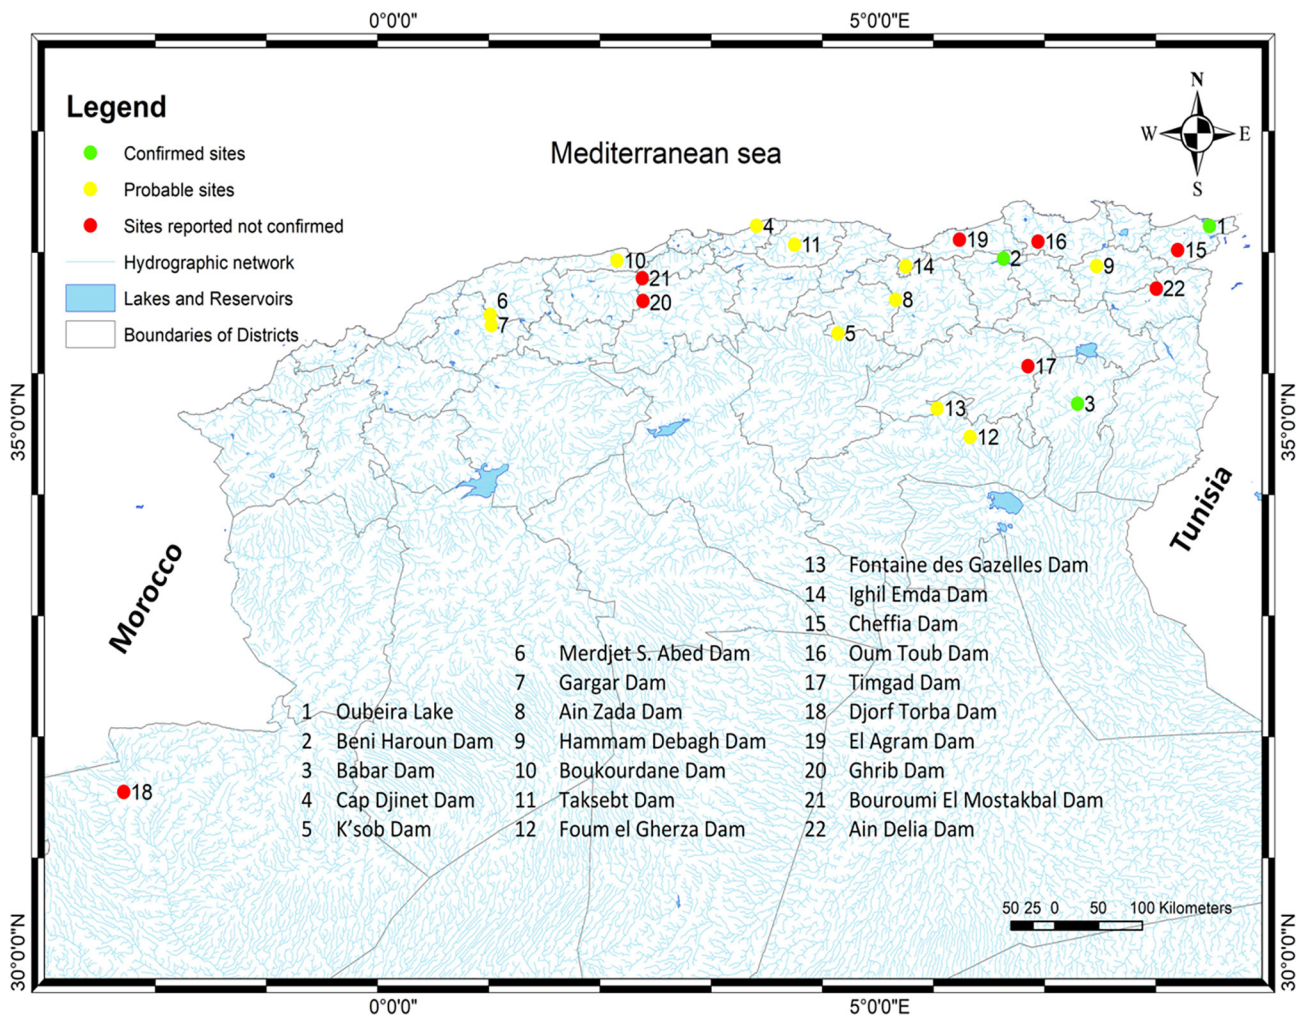 0°0'0" 5°0'0"E
N
W E
S
Legend
Confirmed sites
Probable sites
Sites reported not confirmed
Hydrographic network
Lakes and Reservoirs
Boundaries of Districts
Mediterranean sea
4
1
11
19
16
15
10
14
2
9
21
22
6
20
8
7
5
17
13
3
12
35°0'0"N
35°0'0"N
Morocco
Tunisia
18
1 Oubeira Lake
2 Beni Haroun Dam
3 Babar Dam
4 Cap Djinet Dam
5 K’sob Dam
6 Merdjet S. Abed Dam
7 Gargar Dam
8 Ain Zada Dam
9 Hammam Debagh Dam
10 Boukourdane Dam
11 Taksebt Dam
12 Foum el Gherza Dam
13 Fontaine des Gazelles Dam
14 Ighil Emda Dam
15 Cheffia Dam
16 Oum Toub Dam
17 Timgad Dam
18 Djorf Torba Dam
19 El Agram Dam
20 Ghrib Dam
21 Bouroumi El Mostakbal Dam
22 Ain Delia Dam
50 25 0 50 100 Kilometers
30°0'0"N
30°0'0"N
0°0'0" 5°0'0"E